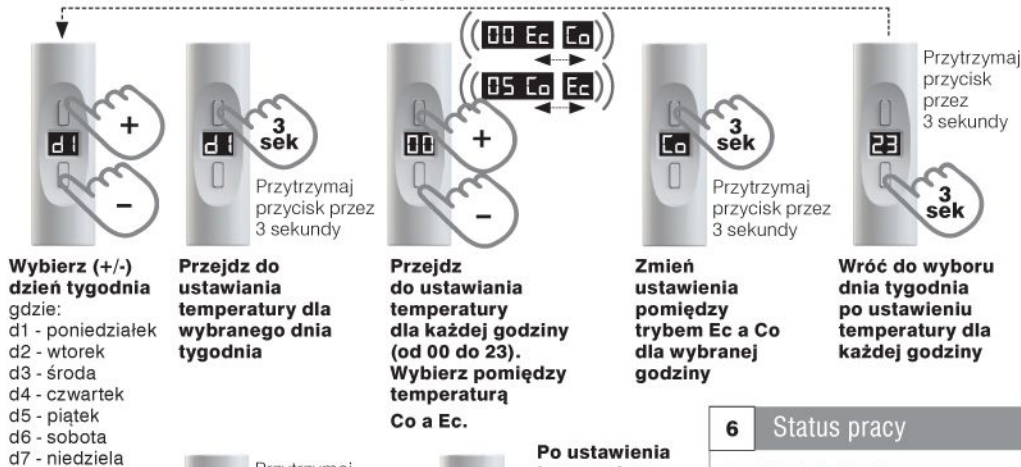 00 Ec Co
05 Co Ec
+
-
d1
3
sek
d1
Przytrzymaj
przycisk przez
3 sekundy
+
-
00
3
sek
Co
Przytrzymaj
przycisk przez
3 sekundy
Przytrzymaj
przycisk
przez
3 sekundy
23
3
sek
Wybierz (+/-)
dzień tygodnia
gdzie:
d1 - poniedziałek
d2 - wtorek
d3 - środa
d4 - czwartek
d5 - piątek
d6 - sobota
d7 - niedziela
Przejdz do
ustawiania
temperatury dla
wybranego dnia
tygodnia
Przejdz
do ustawiania
temperatury
dla każdej godziny
(od 00 do 23).
Wybierz pomiędzy
temperaturą
Co a Ec.
Zmień
ustawienia
pomiędzy
trybem Ec a Co
dla wybranej
godziny
Wróć do wyboru
dnia tygodnia
po ustawieniu
temperatury dla
każdej godziny
Przytrzymaj
Po ustawienia
6 Status pracy